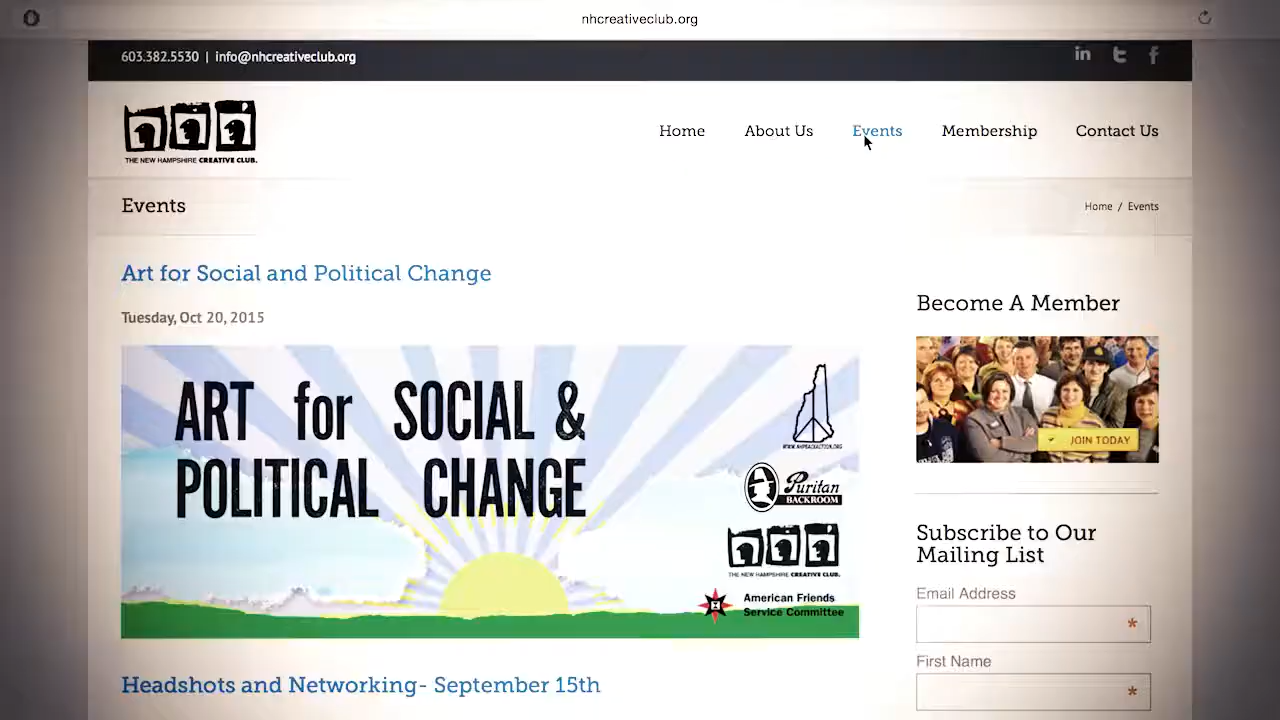 nhcreativeclub.org
603.382.5530 | info@nhcreativeclub.org
THE NEW HAMPSHIRE CREATIVE CLUB.
Home About Us Events Membership Contact Us
Events
Home / Events
Art for Social and Political Change
Tuesday, Oct 20, 2015
ART for SOCIAL &
POLITICAL CHANGE
WWW.NHPEACEACTION.ORG
Puritan
BACKROOM
THE NEW HAMPSHIRE CREATIVE CLUB.
American Friends
Service Committee
Headshots and Networking- September 15th
Become A Member
JOIN TODAY
Subscribe to Our
Mailing List
Email Address
*
First Name
*